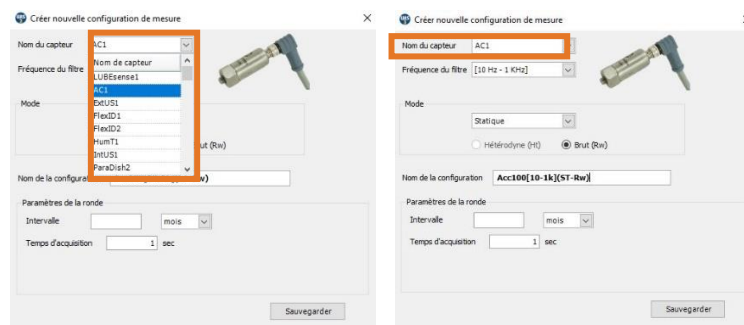 Créer nouvelle configuration de mesure
Nom du capteur AC1
Nom de capteur
Fréquence du filtre
LUBEsense1
AC1
ExtUS1
Mode
FlexID1
FlexID2
HumT1
ut (Rw)
IntUS1
ParaDish2
Nom de la configurat
Paramètres de la ronde
Intervalle mois
Temps d'acquisition 1 sec
Sauvegarder
Créer nouvelle configuration de mesure
Nom du capteur AC1
Fréquence du filtre [10 Hz - 1 KHz]
Mode
Statique
Hétérodyne (Ht) Brut (Rw)
Nom de la configuration Acc100[10-1k](ST-Rw)
Paramètres de la ronde
Intervalle mois
Temps d'acquisition 1 sec
Sauvegarder